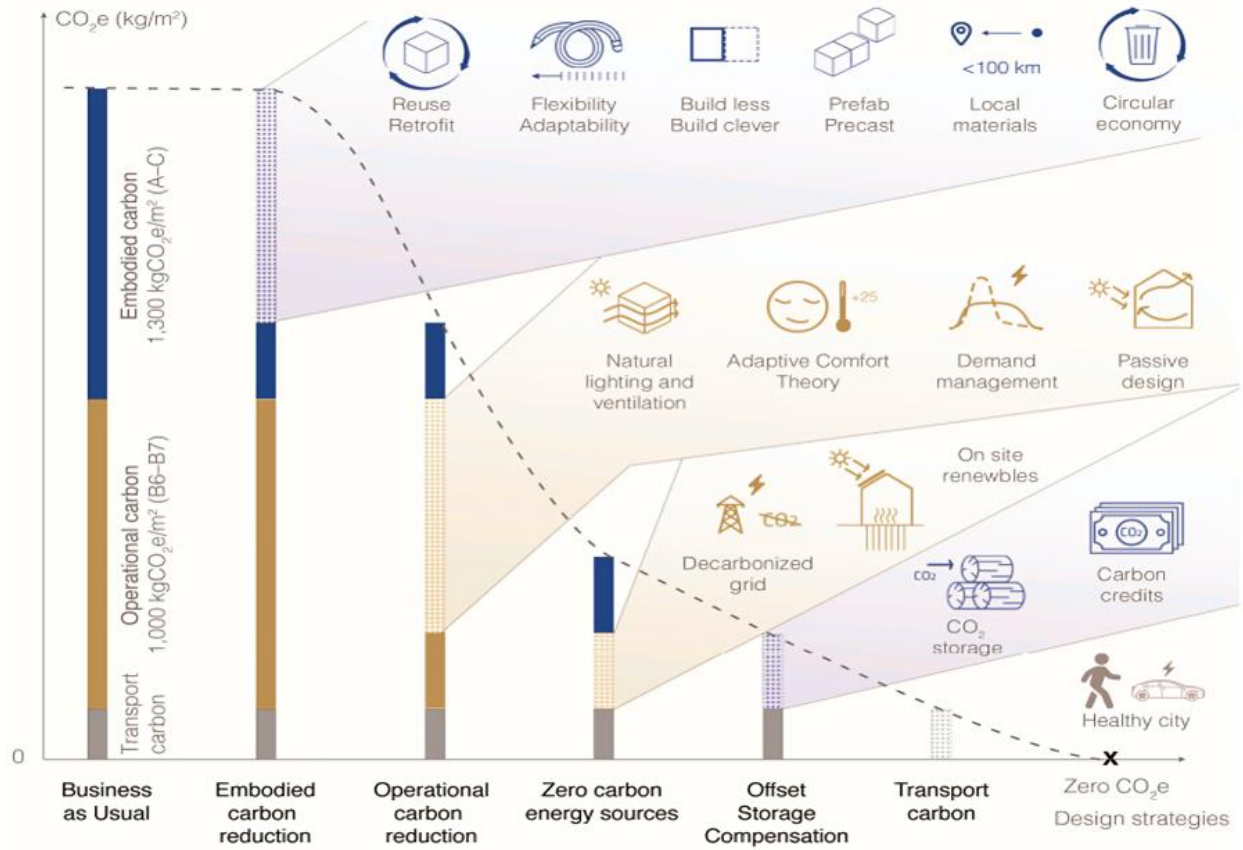 CO₂e (kg/m²)
Reuse
Retrofit
Flexibility
Adaptability
Build less
Build clever
Prefab
Precast
<100 km
Local
materials
Circular
economy
Embodied carbon
1,300 kgCO₂e/m² (A–C)
+25
Natural
lighting and
ventilation
Adaptive Comfort
Theory
Demand
management
Passive
design
Operational carbon
1,000 kgCO₂e/m² (B6–B7)
On site
renewbles
CO₂
Decarbonized
grid
CO₂
CO₂
storage
CO₂
Carbon
credits
Transport
carbon
Healthy city
0
Business
as Usual
Embodied
carbon
reduction
Operational
carbon
reduction
Zero carbon
energy sources
Offset
Storage
Compensation
Transport
carbon
x
Zero CO₂e
Design strategies